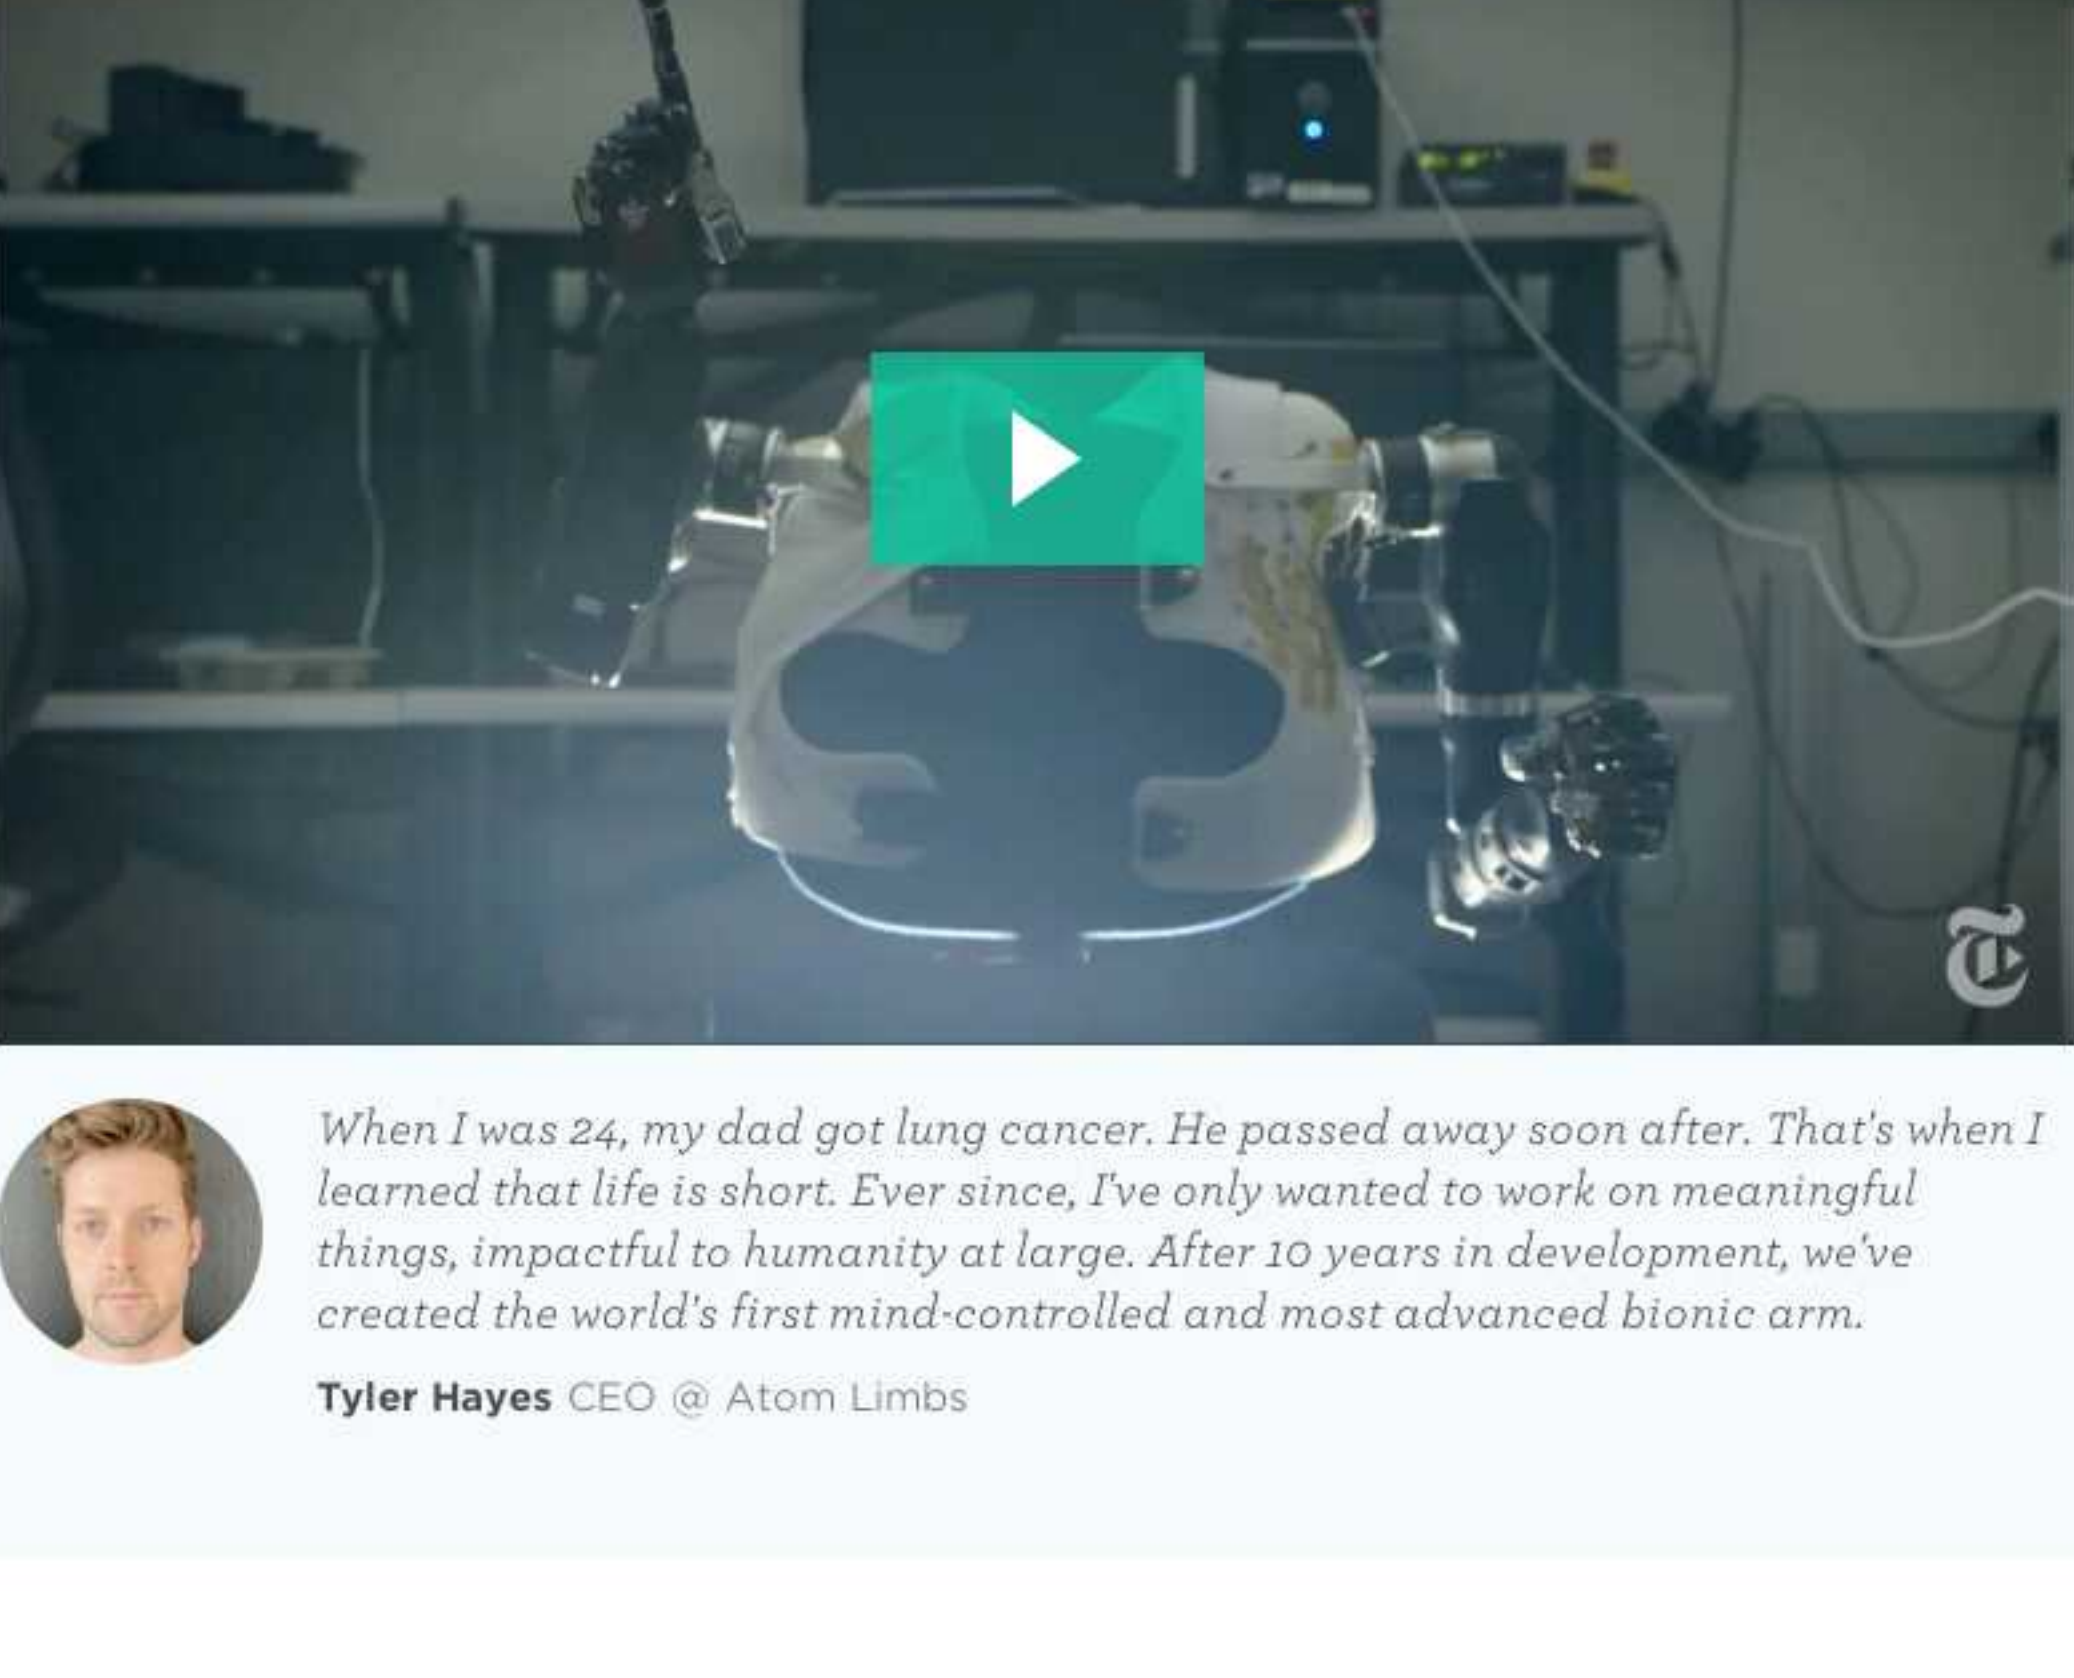 When I was 24, my dad got lung cancer. He passed away soon after. That's when I
learned that life is short. Ever since, I've only wanted to work on meaningful
things, impactful to humanity at large. After 10 years in development, we've
created the world's first mind-controlled and most advanced bionic arm.
Tyler Hayes CEO @ Atom Limbs